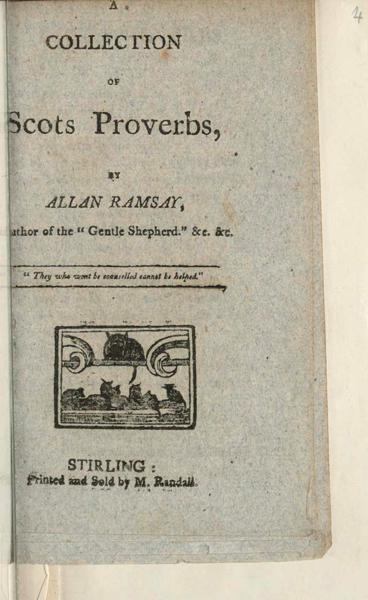 A
COLLECTION
OF
Scots Proverbs,
BY
ALLAN RAMSAY,
uthor of the "Gentle Shepherd." &c. &c.
"They who wont be counselled cannot be helped."
STIRLING:
Printed and Sold by M. Randall.
4